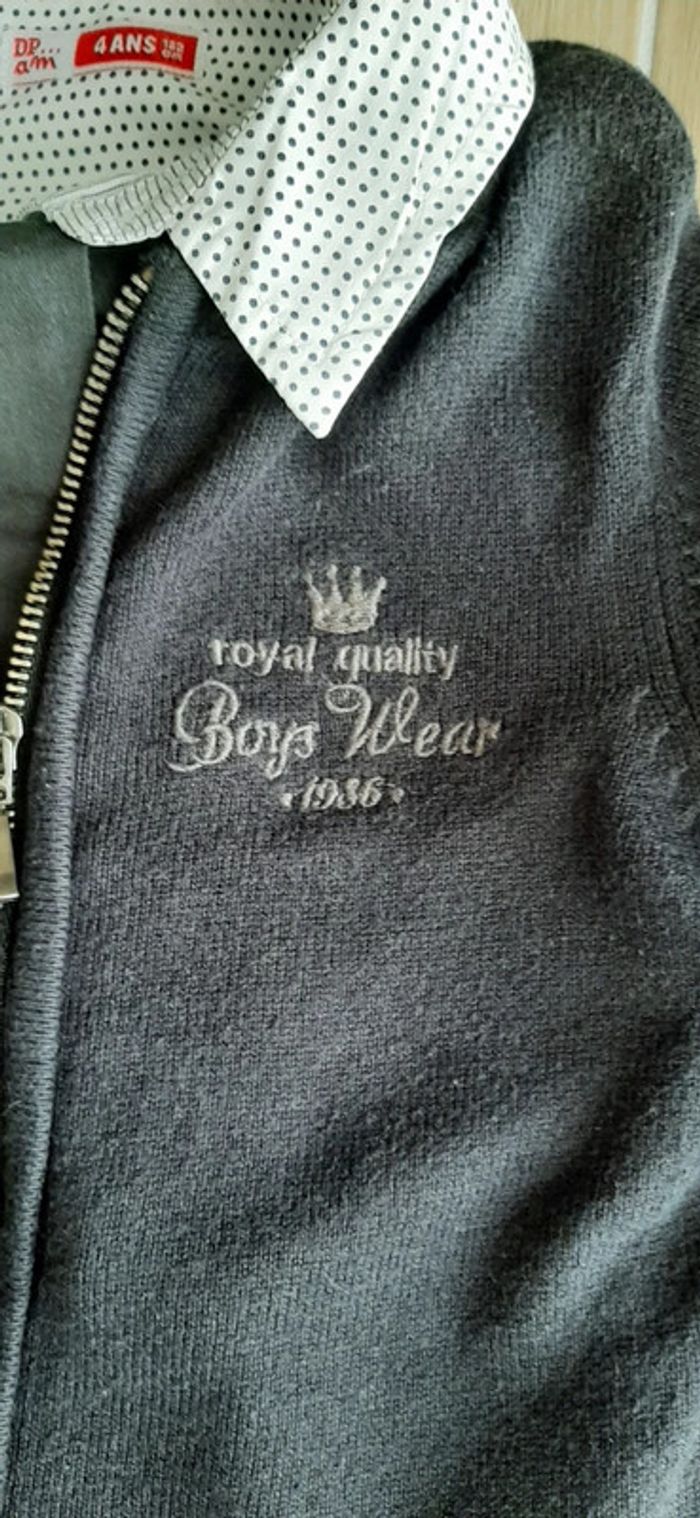 DP...
am
4 ANS
royal quality
Boys Wear
• 1986 •